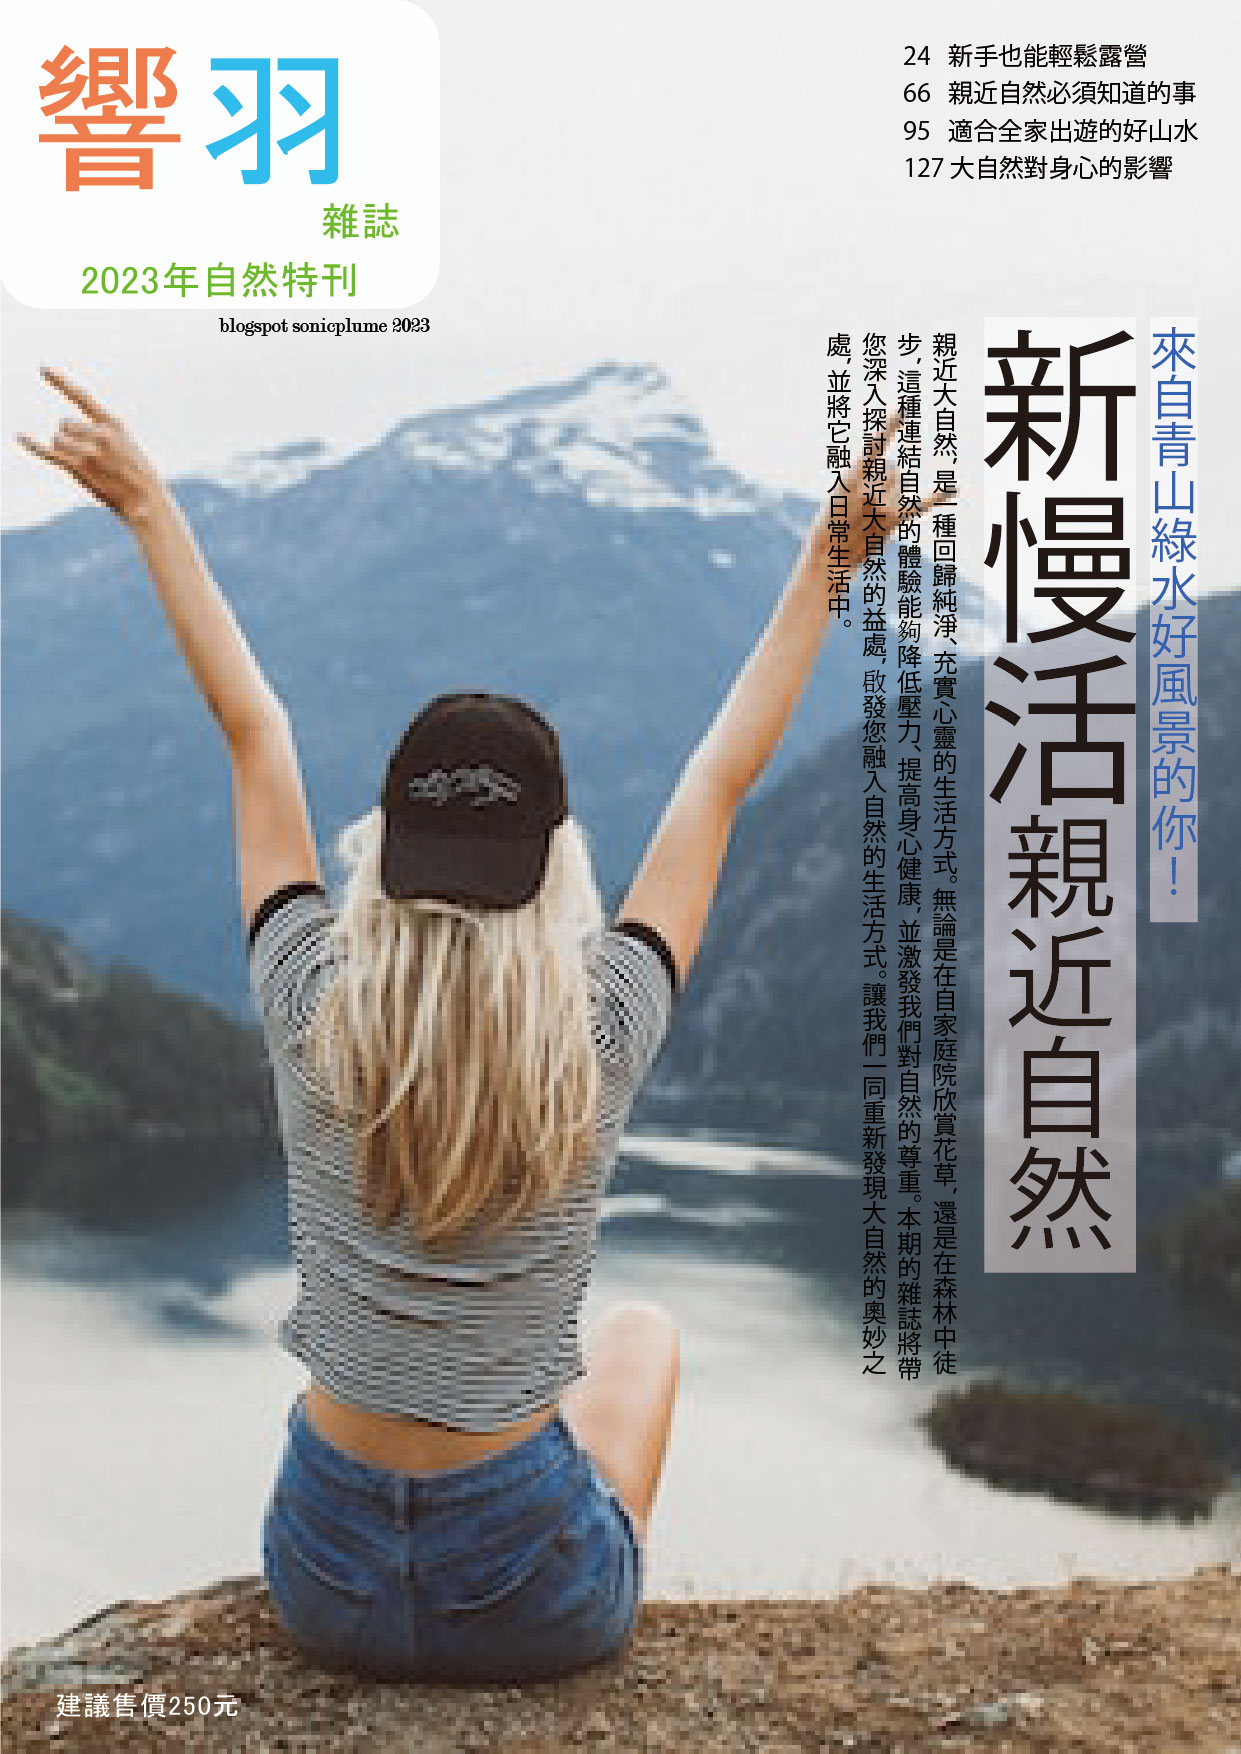 響羽
雜誌
2023年自然特刊
blogspot sonicplume 2023
24 新手也能輕鬆露營
66 親近自然必須知道的事
95 適合全家出遊的好山水
127 大自然對身心的影響
來自青山綠水好風景的你！
新慢活親近自然
親近大自然，是一種回歸純淨、充實心靈的生活方式。無論是在自家庭院欣賞花草，還是在森林中徒
步，這種連結自然的體驗能夠降低壓力、提高身心健康，並激發我們對自然的尊重。本期的雜誌將帶
您深入探討親近大自然的益處，啟發您融入自然的生活方式。讓我們一同重新發現大自然的奧妙之
處，並將它融入日常生活中。
建議售價250元